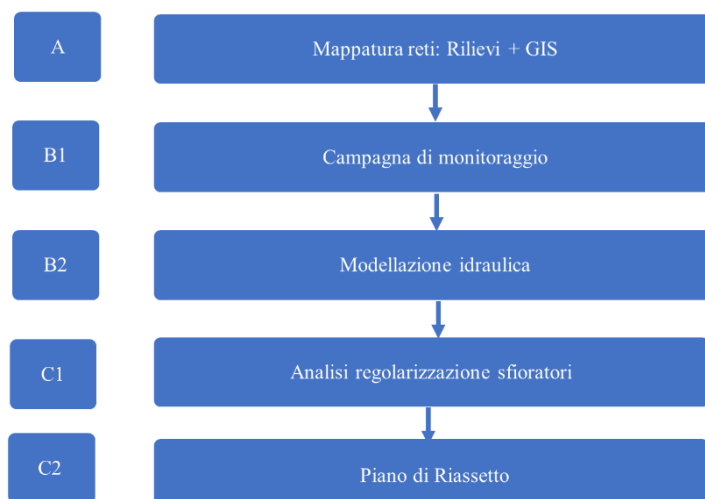 A
Mappatura reti: Rilievi + GIS
B1
Campagna di monitoraggio
B2
Modellazione idraulica
C1
Analisi regolarizzazione sfioratori
C2
Piano di Riassetto